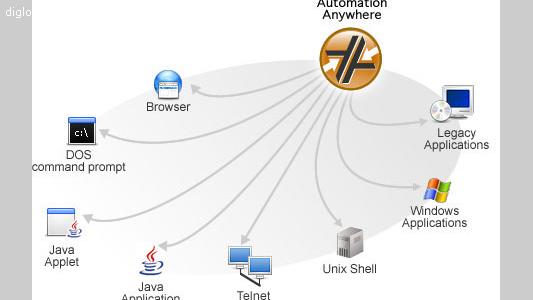 diglo
Automation
Anywhere
Browser
DOS
command prompt
c:\
Java
Applet
Java
Application
Telnet
Unix Shell
Windows
Applications
Legacy
Applications